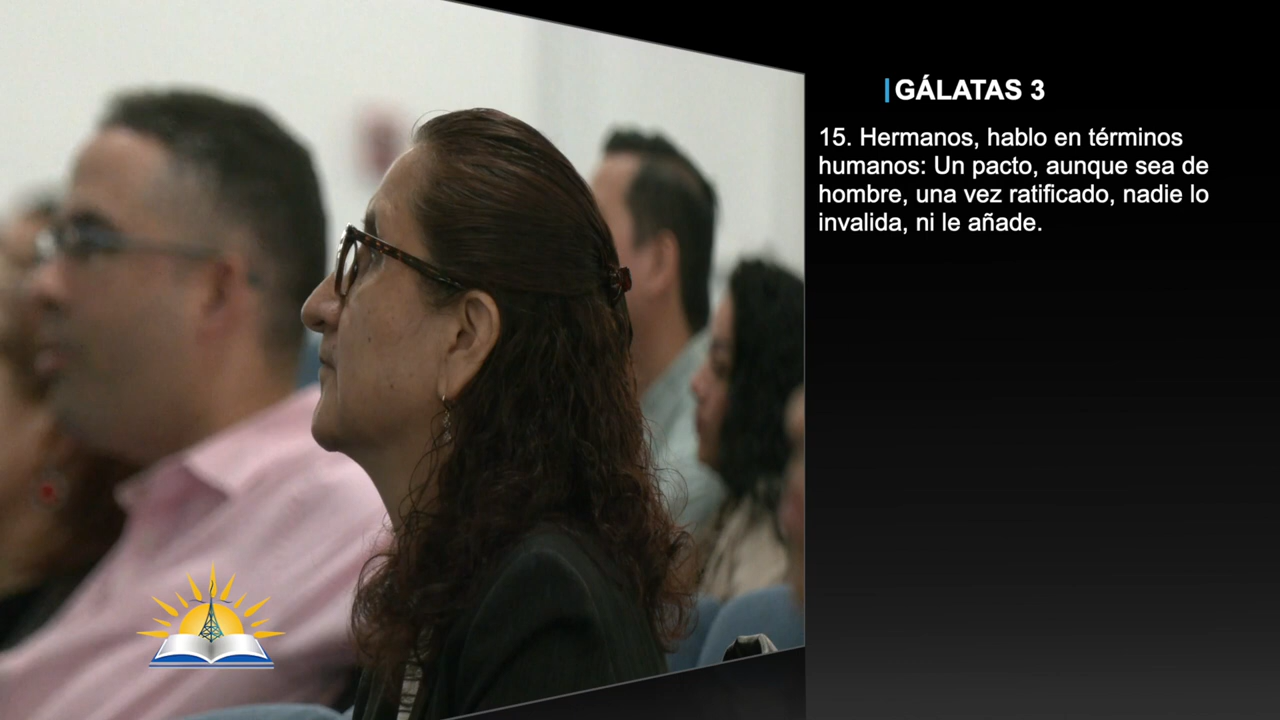 GÁLATAS 3
15. Hermanos, hablo en términos
humanos: Un pacto, aunque sea de
hombre, una vez ratificado, nadie lo
invalida, ni le añade.